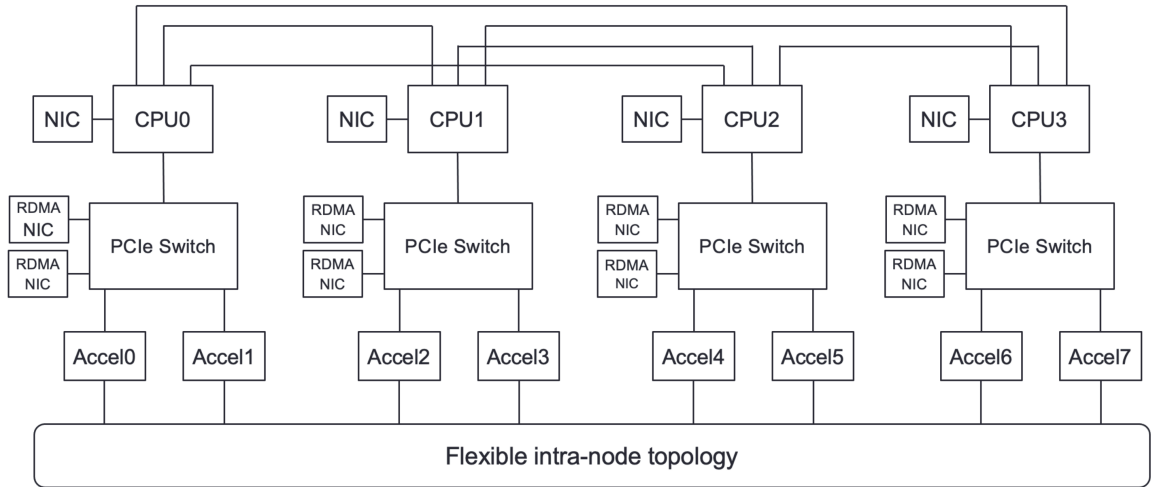 NIC
CPU0
NIC
CPU1
NIC
CPU2
NIC
CPU3
RDMA
NIC
RDMA
NIC
PCIe Switch
RDMA
NIC
RDMA
NIC
PCIe Switch
RDMA
NIC
RDMA
NIC
PCIe Switch
RDMA
NIC
RDMA
NIC
PCIe Switch
Accel0
Accel1
Accel2
Accel3
Accel4
Accel5
Accel6
Accel7
Flexible intra-node topology